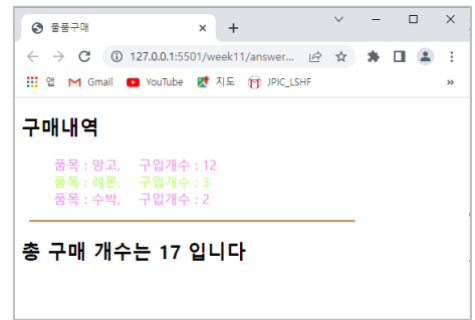 물품구매
127.0.0.1:5501/week11/answer...
앱 Gmail YouTube 지도 JPIC_LSHF »
구매내역
품목 : 망고, 구입개수 : 12
품목 : 레몬, 구입개수 : 3
품목 : 수박, 구입개수 : 2
총 구매 개수는 17 입니다